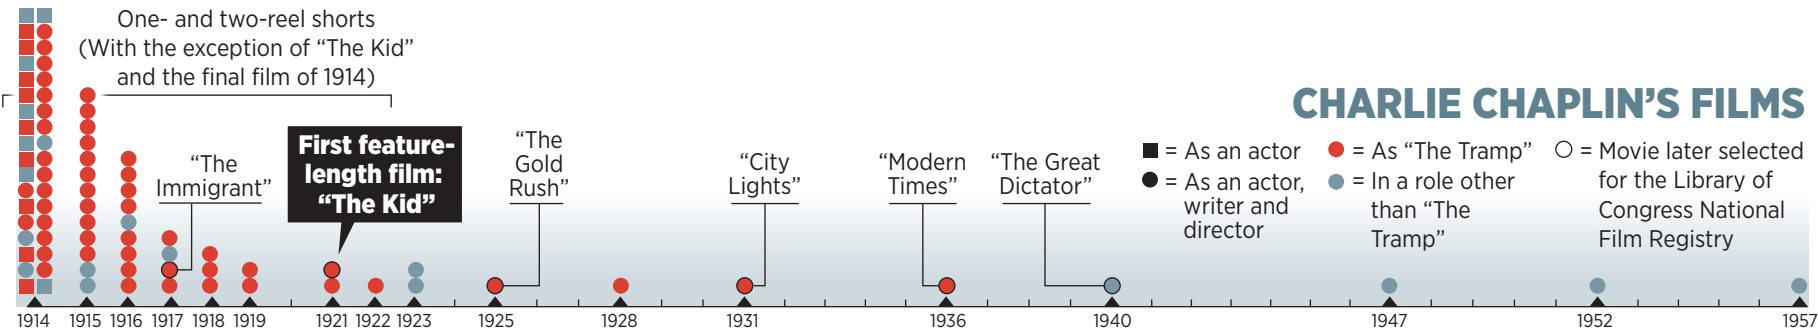 One- and two-reel shorts
(With the exception of “The Kid”
and the final film of 1914)
CHARLIE CHAPLIN’S FILMS
= As an actor
= As an actor,
writer and
director
= As “The Tramp”
= In a role other
than “The
Tramp”
= Movie later selected
for the Library of
Congress National
Film Registry
“The
Immigrant”
First feature-
length film:
“The Kid”
“The
Gold
Rush”
“City
Lights”
“Modern
Times”
“The Great
Dictator”
1914 1915 1916 1917 1918 1919 1921 1922 1923 1925 1928 1931 1936 1940 1947 1952 1957